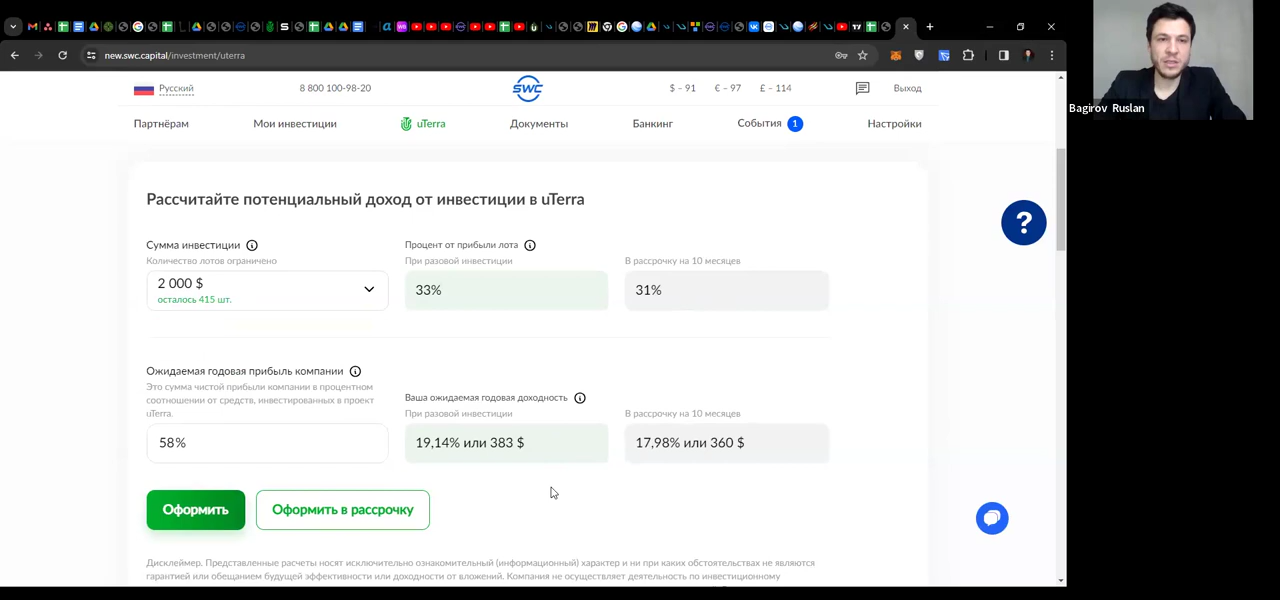 new.swc.capital/investment/uterra
Bagirov Ruslan
Русский
8 800 100-98-20
SWC
$ – 91
€ – 97
£ – 114
Выход
Партнёрам
Мои инвестиции
uTerra
Документы
Банкинг
События
1
Настройки
Рассчитайте потенциальный доход от инвестиции в uTerra
Сумма инвестиции
Процент от прибыли лота
Количество лотов ограничено
При разовой инвестиции
В рассрочку на 10 месяцев
2 000 $
осталось 415 шт.
33%
31%
?
Ожидаемая годовая прибыль компании
Это сумма чистой прибыли компании в процентном
соотношении от средств, инвестированных в проект
uTerra.
Ваша ожидаемая годовая доходность
При разовой инвестиции
В рассрочку на 10 месяцев
58%
19,14% или 383 $
17,98% или 360 $
Оформить
Оформить в рассрочку
Дисклеймер. Представленные расчеты носят исключительно ознакомительный (информационный) характер и ни при каких обстоятельствах не являются
гарантией или обещанием будущей эффективности или доходности от вложений. Компания не осуществляет деятельность по инвестиционному